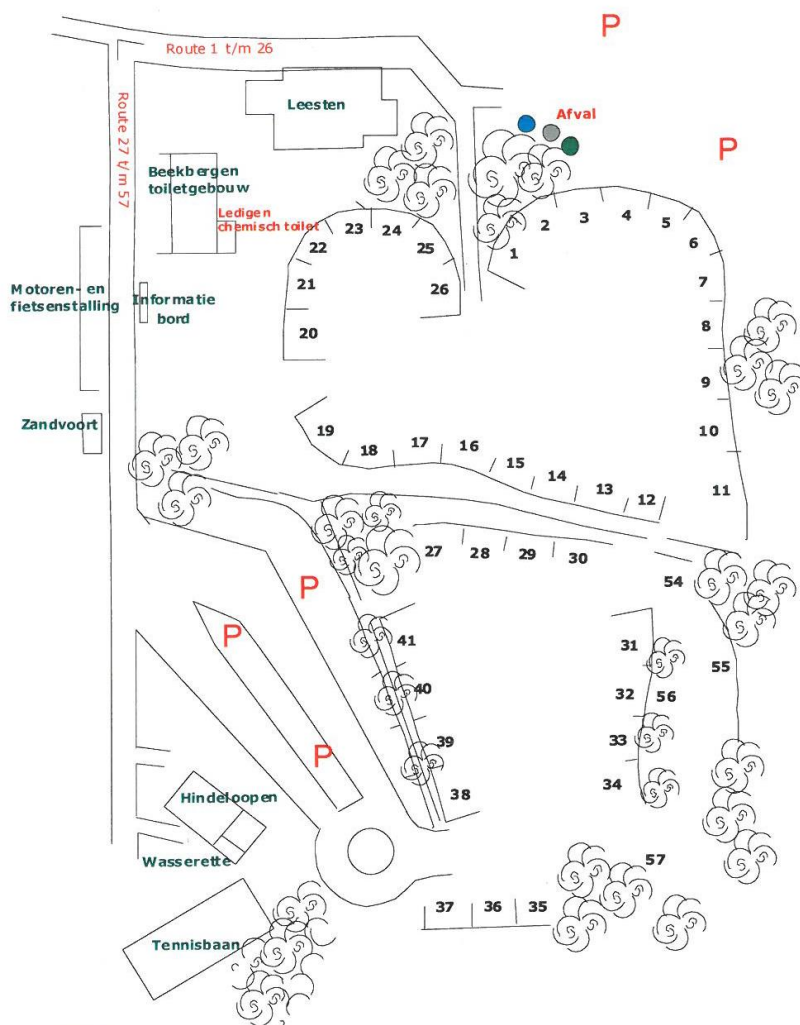 P
Route 1 t/m 26
Leesten
Afval
Route 27 t/m 57
P
Beekbergen
toiletgebouw
Ledigen
chemisch toilet
1
2
3
4
5
6
7
8
9
10
11
12
13
14
15
16
17
18
19
20
21
22
23
24
25
26
Motoren- en
fietsenstalling
Informatie
bord
Zandvoort
27
28
29
30
54
P
P
P
41
40
39
38
31
32
33
34
55
56
57
Hindeloopen
Wasserette
Tennisbaan
37
36
35